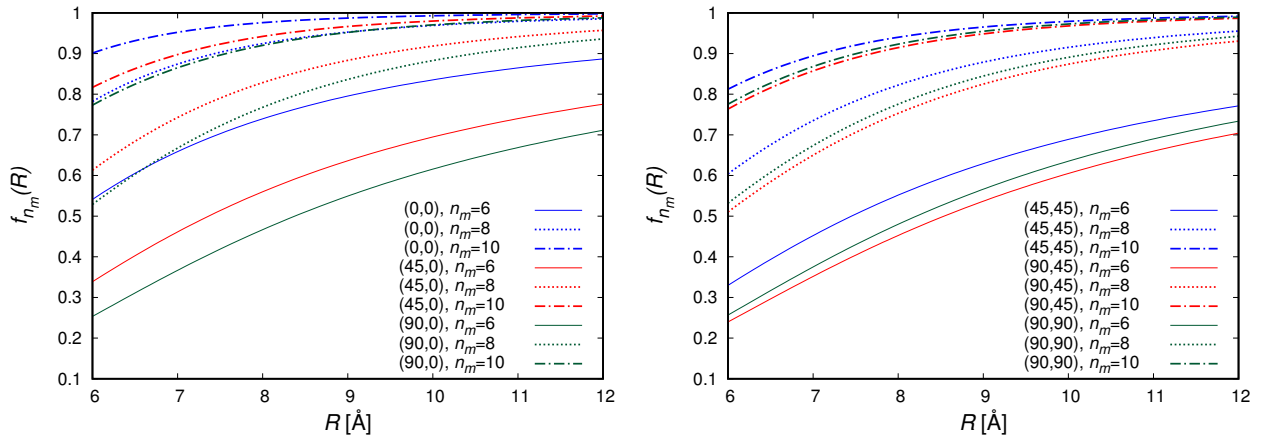 1
0.9
0.8
0.7
0.6
0.5
0.4
0.3
0.2
0.1
f_{n_m}(R)
6 7 8 9 10 11 12
R [Å]
(0,0), n_m=6
(0,0), n_m=8
(0,0), n_m=10
(45,0), n_m=6
(45,0), n_m=8
(45,0), n_m=10
(90,0), n_m=6
(90,0), n_m=8
(90,0), n_m=10
1
0.9
0.8
0.7
0.6
0.5
0.4
0.3
0.2
0.1
f_{n_m}(R)
6 7 8 9 10 11 12
R [Å]
(45,45), n_m=6
(45,45), n_m=8
(45,45), n_m=10
(90,45), n_m=6
(90,45), n_m=8
(90,45), n_m=10
(90,90), n_m=6
(90,90), n_m=8
(90,90), n_m=10